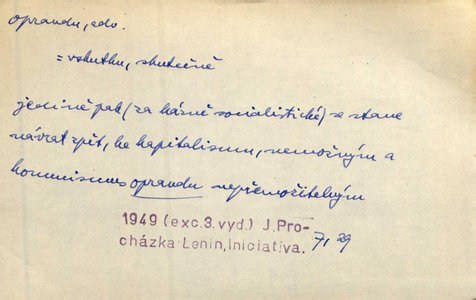 opravdu, adv.
= vskutku, skutečně
jedině pak (za kázně socialistické) se stane
návrat zpět, ke kapitalismu, nemožným a
komunismus opravdu nepřemožitelným
1949 (exc.3.vyd.) J.Pro-
cházka-Lenin,Iniciativa. 71 29